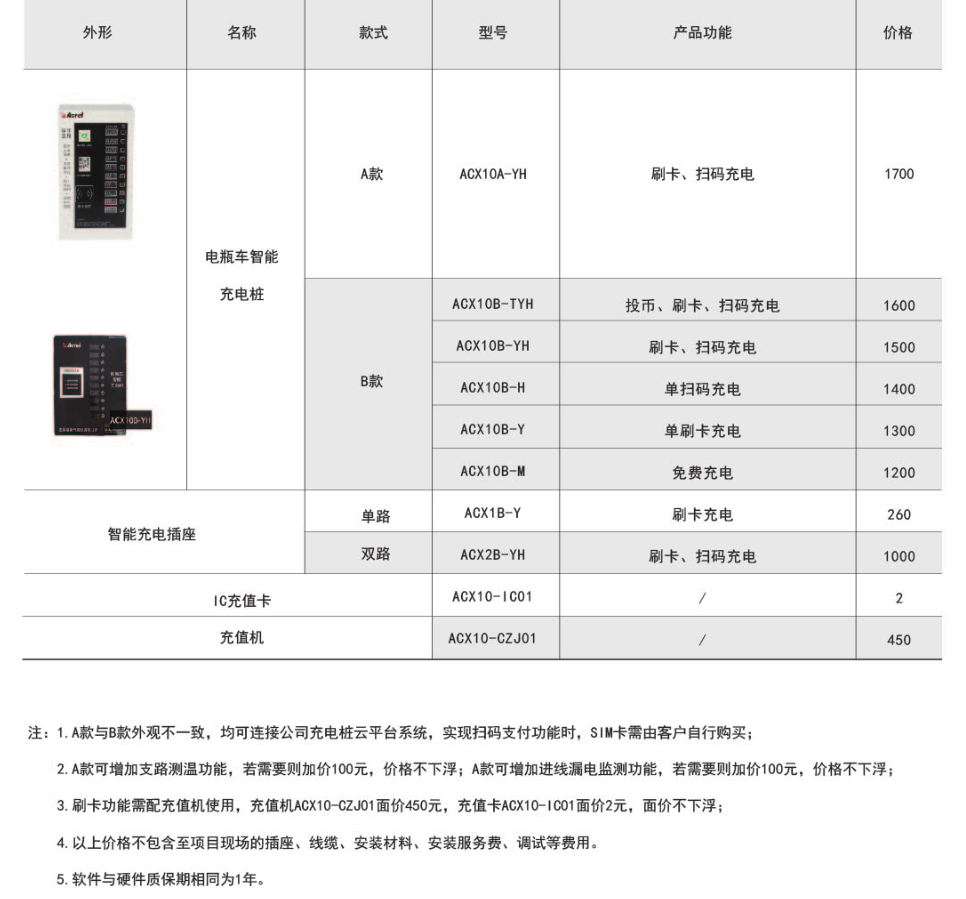 外形 名称 款式 型号 产品功能 价格
Acrel
A款 ACX10A-YH 刷卡、扫码充电 1700
电瓶车智能
充电桩
ACX10B-TYH 投币、刷卡、扫码充电 1600
ACX10B-YH 刷卡、扫码充电 1500
Acrel
B款 ACX10B-H 单扫码充电 1400
ACX10B-YH
ACX10B-Y 单刷卡充电 1300
ACX10B-M 免费充电 1200
智能充电插座
单路 ACX1B-Y 刷卡充电 260
双路 ACX2B-YH 刷卡、扫码充电 1000
IC充值卡 ACX10-IC01 / 2
充值机 ACX10-CZJ01 / 450
注：1.A款与B款外观不一致，均可连接公司充电桩云平台系统，实现扫码支付功能时，SIM卡需由客户自行购买；
2.A款可增加支路测温功能，若需要则加价100元，价格不下浮；A款可增加进线漏电监测功能，若需要则加价100元，价格不下浮；
3.刷卡功能需配充值机使用，充值机ACX10-CZJ01面价450元，充值卡ACX10-IC01面价2元，面价不下浮；
4.以上价格不包含至项目现场的插座、线缆、安装材料、安装服务费、调试等费用。
5.软件与硬件质保期相同为1年。